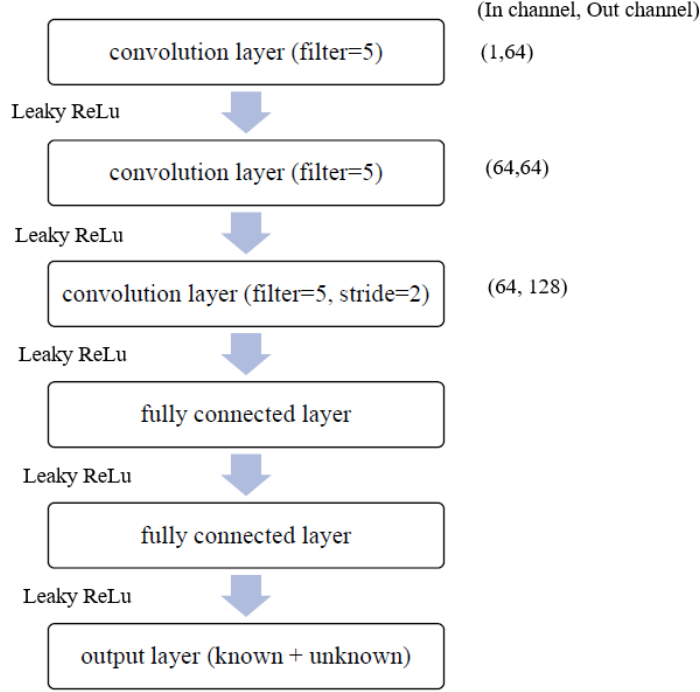 (In channel, Out channel)
convolution layer (filter=5) (1,64)
Leaky ReLu
convolution layer (filter=5) (64,64)
Leaky ReLu
convolution layer (filter=5, stride=2) (64, 128)
Leaky ReLu
fully connected layer
Leaky ReLu
fully connected layer
Leaky ReLu
output layer (known + unknown)